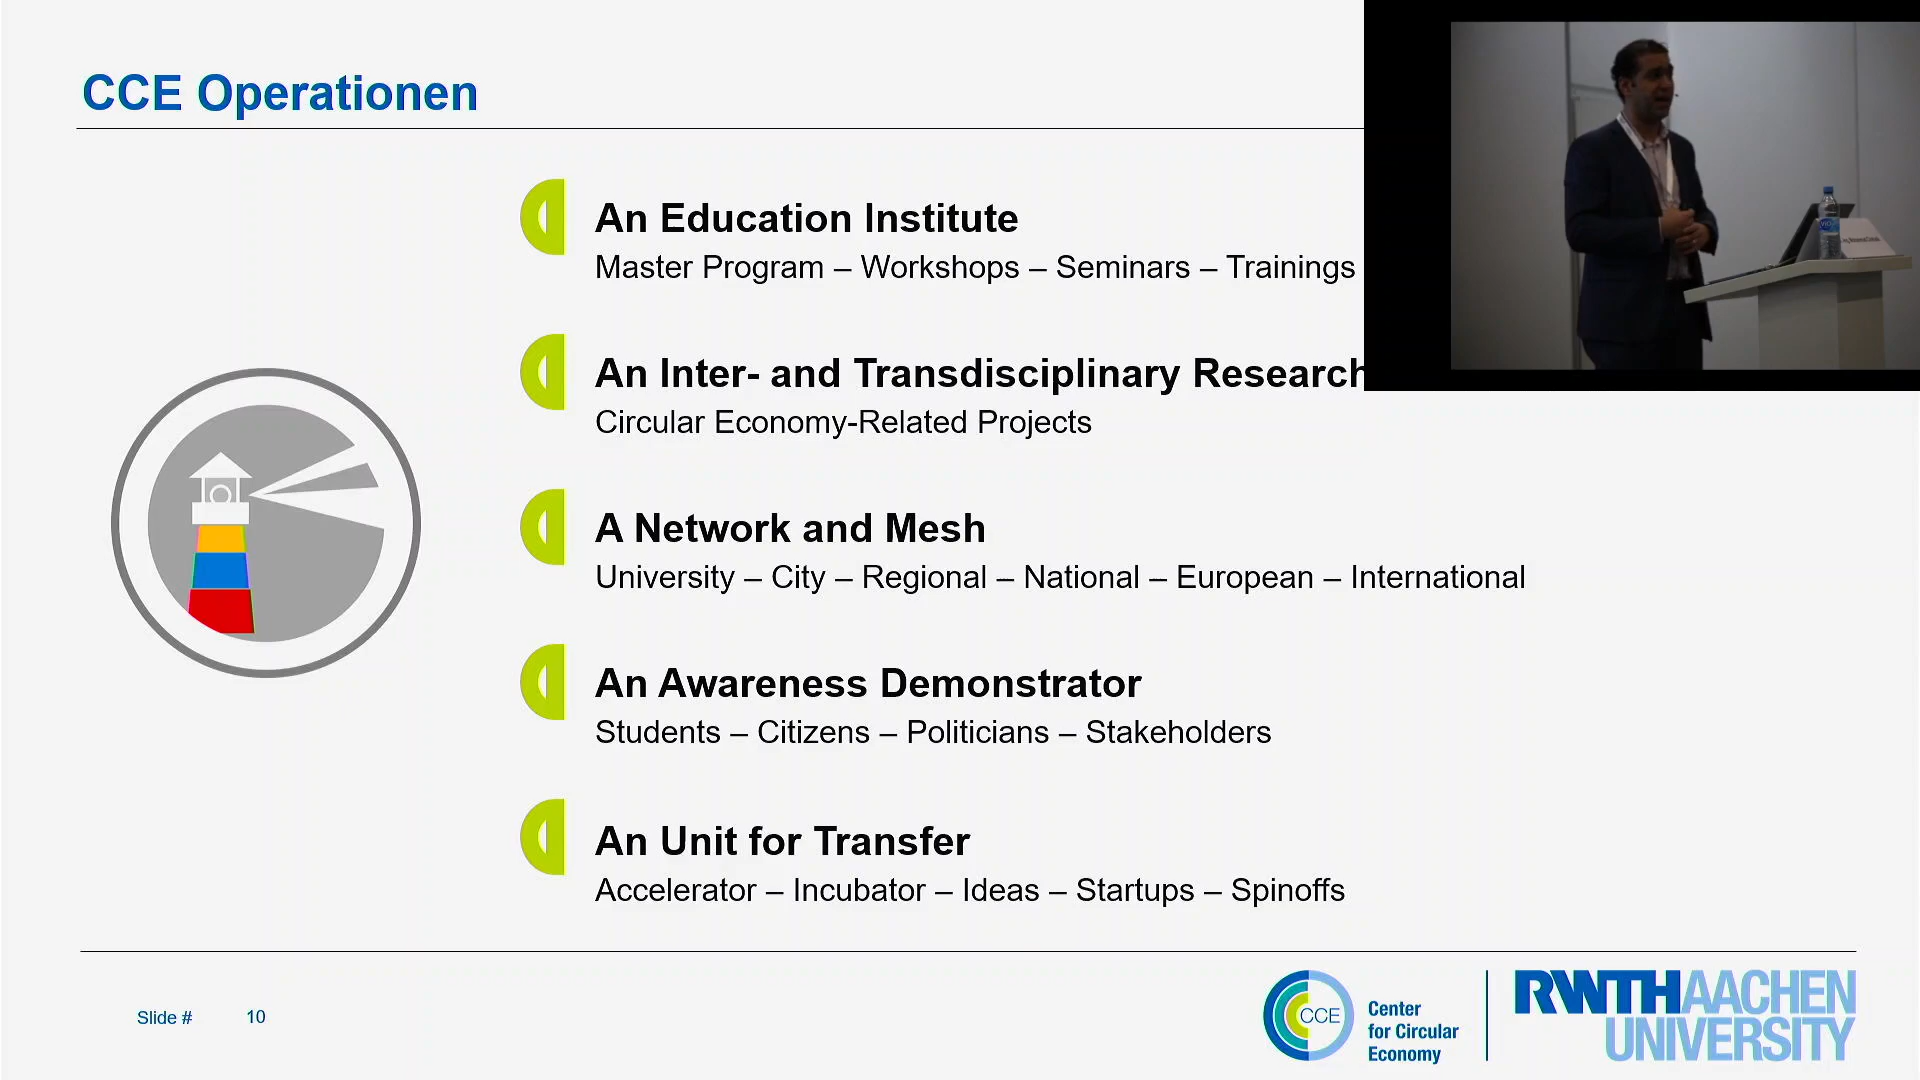 CCE Operationen
An Education Institute
Master Program – Workshops – Seminars – Trainings
An Inter- and Transdisciplinary Research
Circular Economy-Related Projects
A Network and Mesh
University – City – Regional – National – European – International
An Awareness Demonstrator
Students – Citizens – Politicians – Stakeholders
An Unit for Transfer
Accelerator – Incubator – Ideas – Startups – Spinoffs
Slide # 10
CCE
Center
for Circular
Economy
RWTH AACHEN
UNIVERSITY